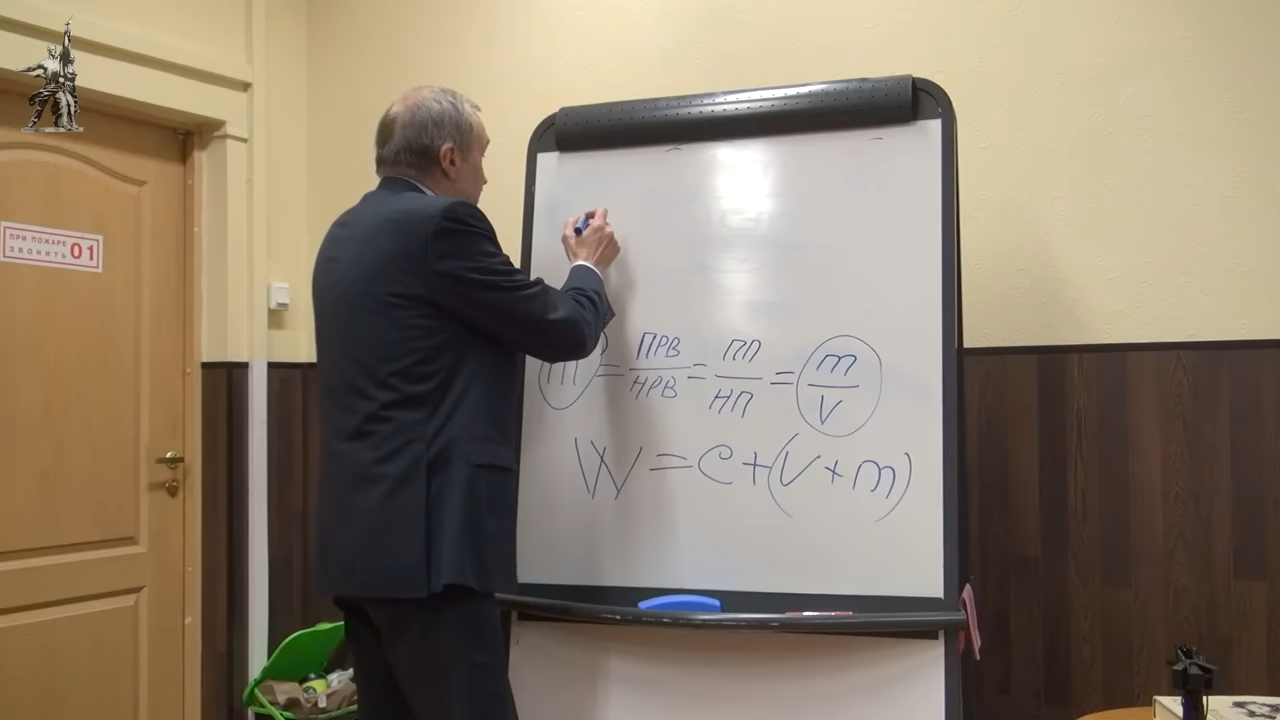 ПРИ ПОЖАРЕ
ЗВОНИТЬ 01
m' = ПРВ/НРВ = ПП/НП = m/V
W = C + (V + m)